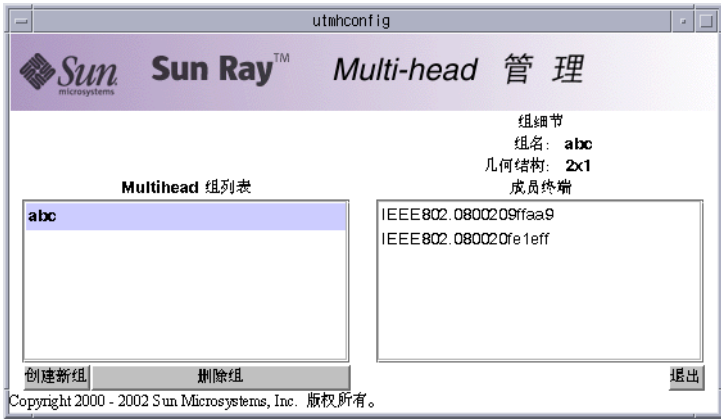 utmhconfig
Sun microsystems Sun Ray™ Multi-head 管 理
组细节
组名: abc
几何结构: 2x1
Multihead 组列表
成员终端
abc
IEEE802.0800209ffaa9
IEEE802.080020fe1eff
创建新组 删除组 退出
Copyright 2000 - 2002 Sun Microsystems, Inc. 版权所有。